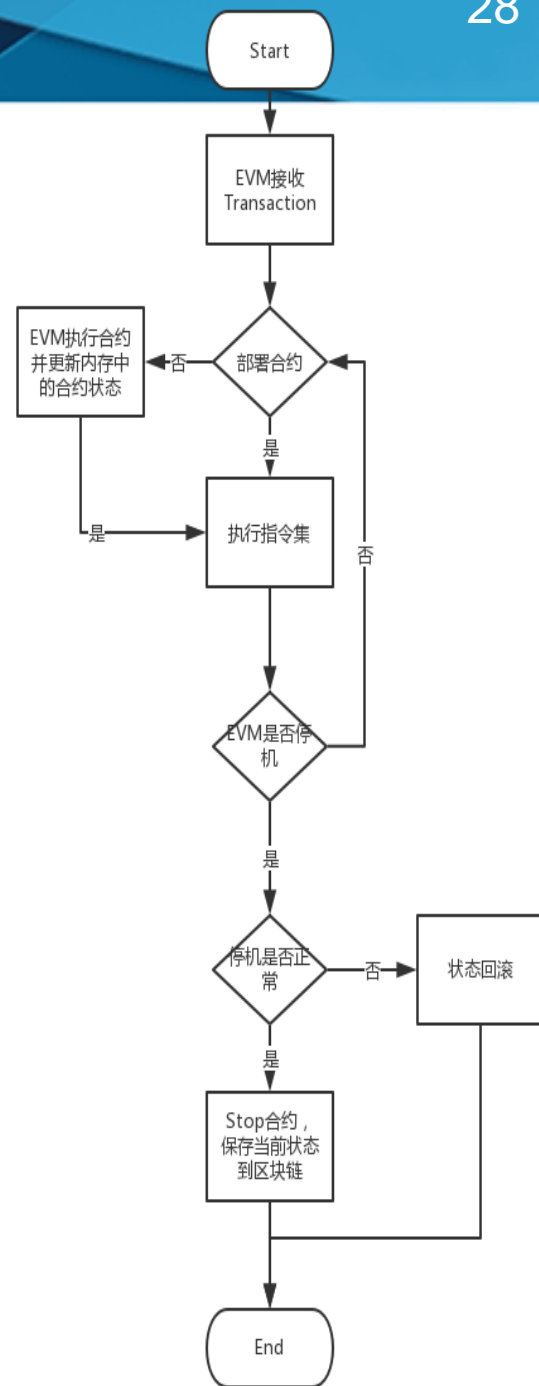 28
Start
EVM接收
Transaction
部署合约
否
EVM执行合约
并更新内存中
的合约状态
是
是
执行指令集
否
EVM是否停
机
是
停机是否正
常
否
状态回滚
是
Stop合约，
保存当前状态
到区块链
End